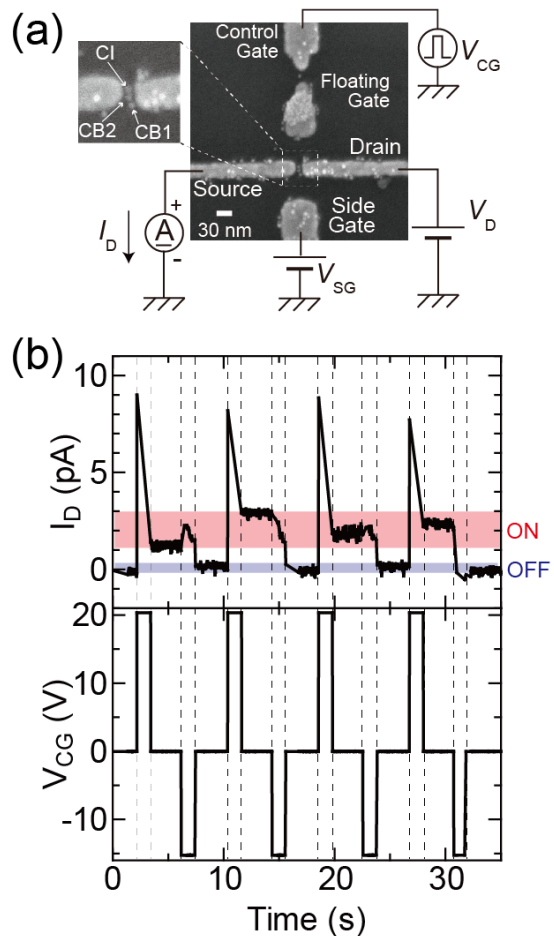 (a)
CI
CB2
CB1
Control
Gate
Floating
Gate
Drain
Source
30 nm
Side
Gate
V_CG
V_D
V_SG
I_D
A
+
-
(b)
10
5
0
I_D (pA)
ON
OFF
20
10
0
-10
V_CG (V)
0
10
20
30
Time (s)